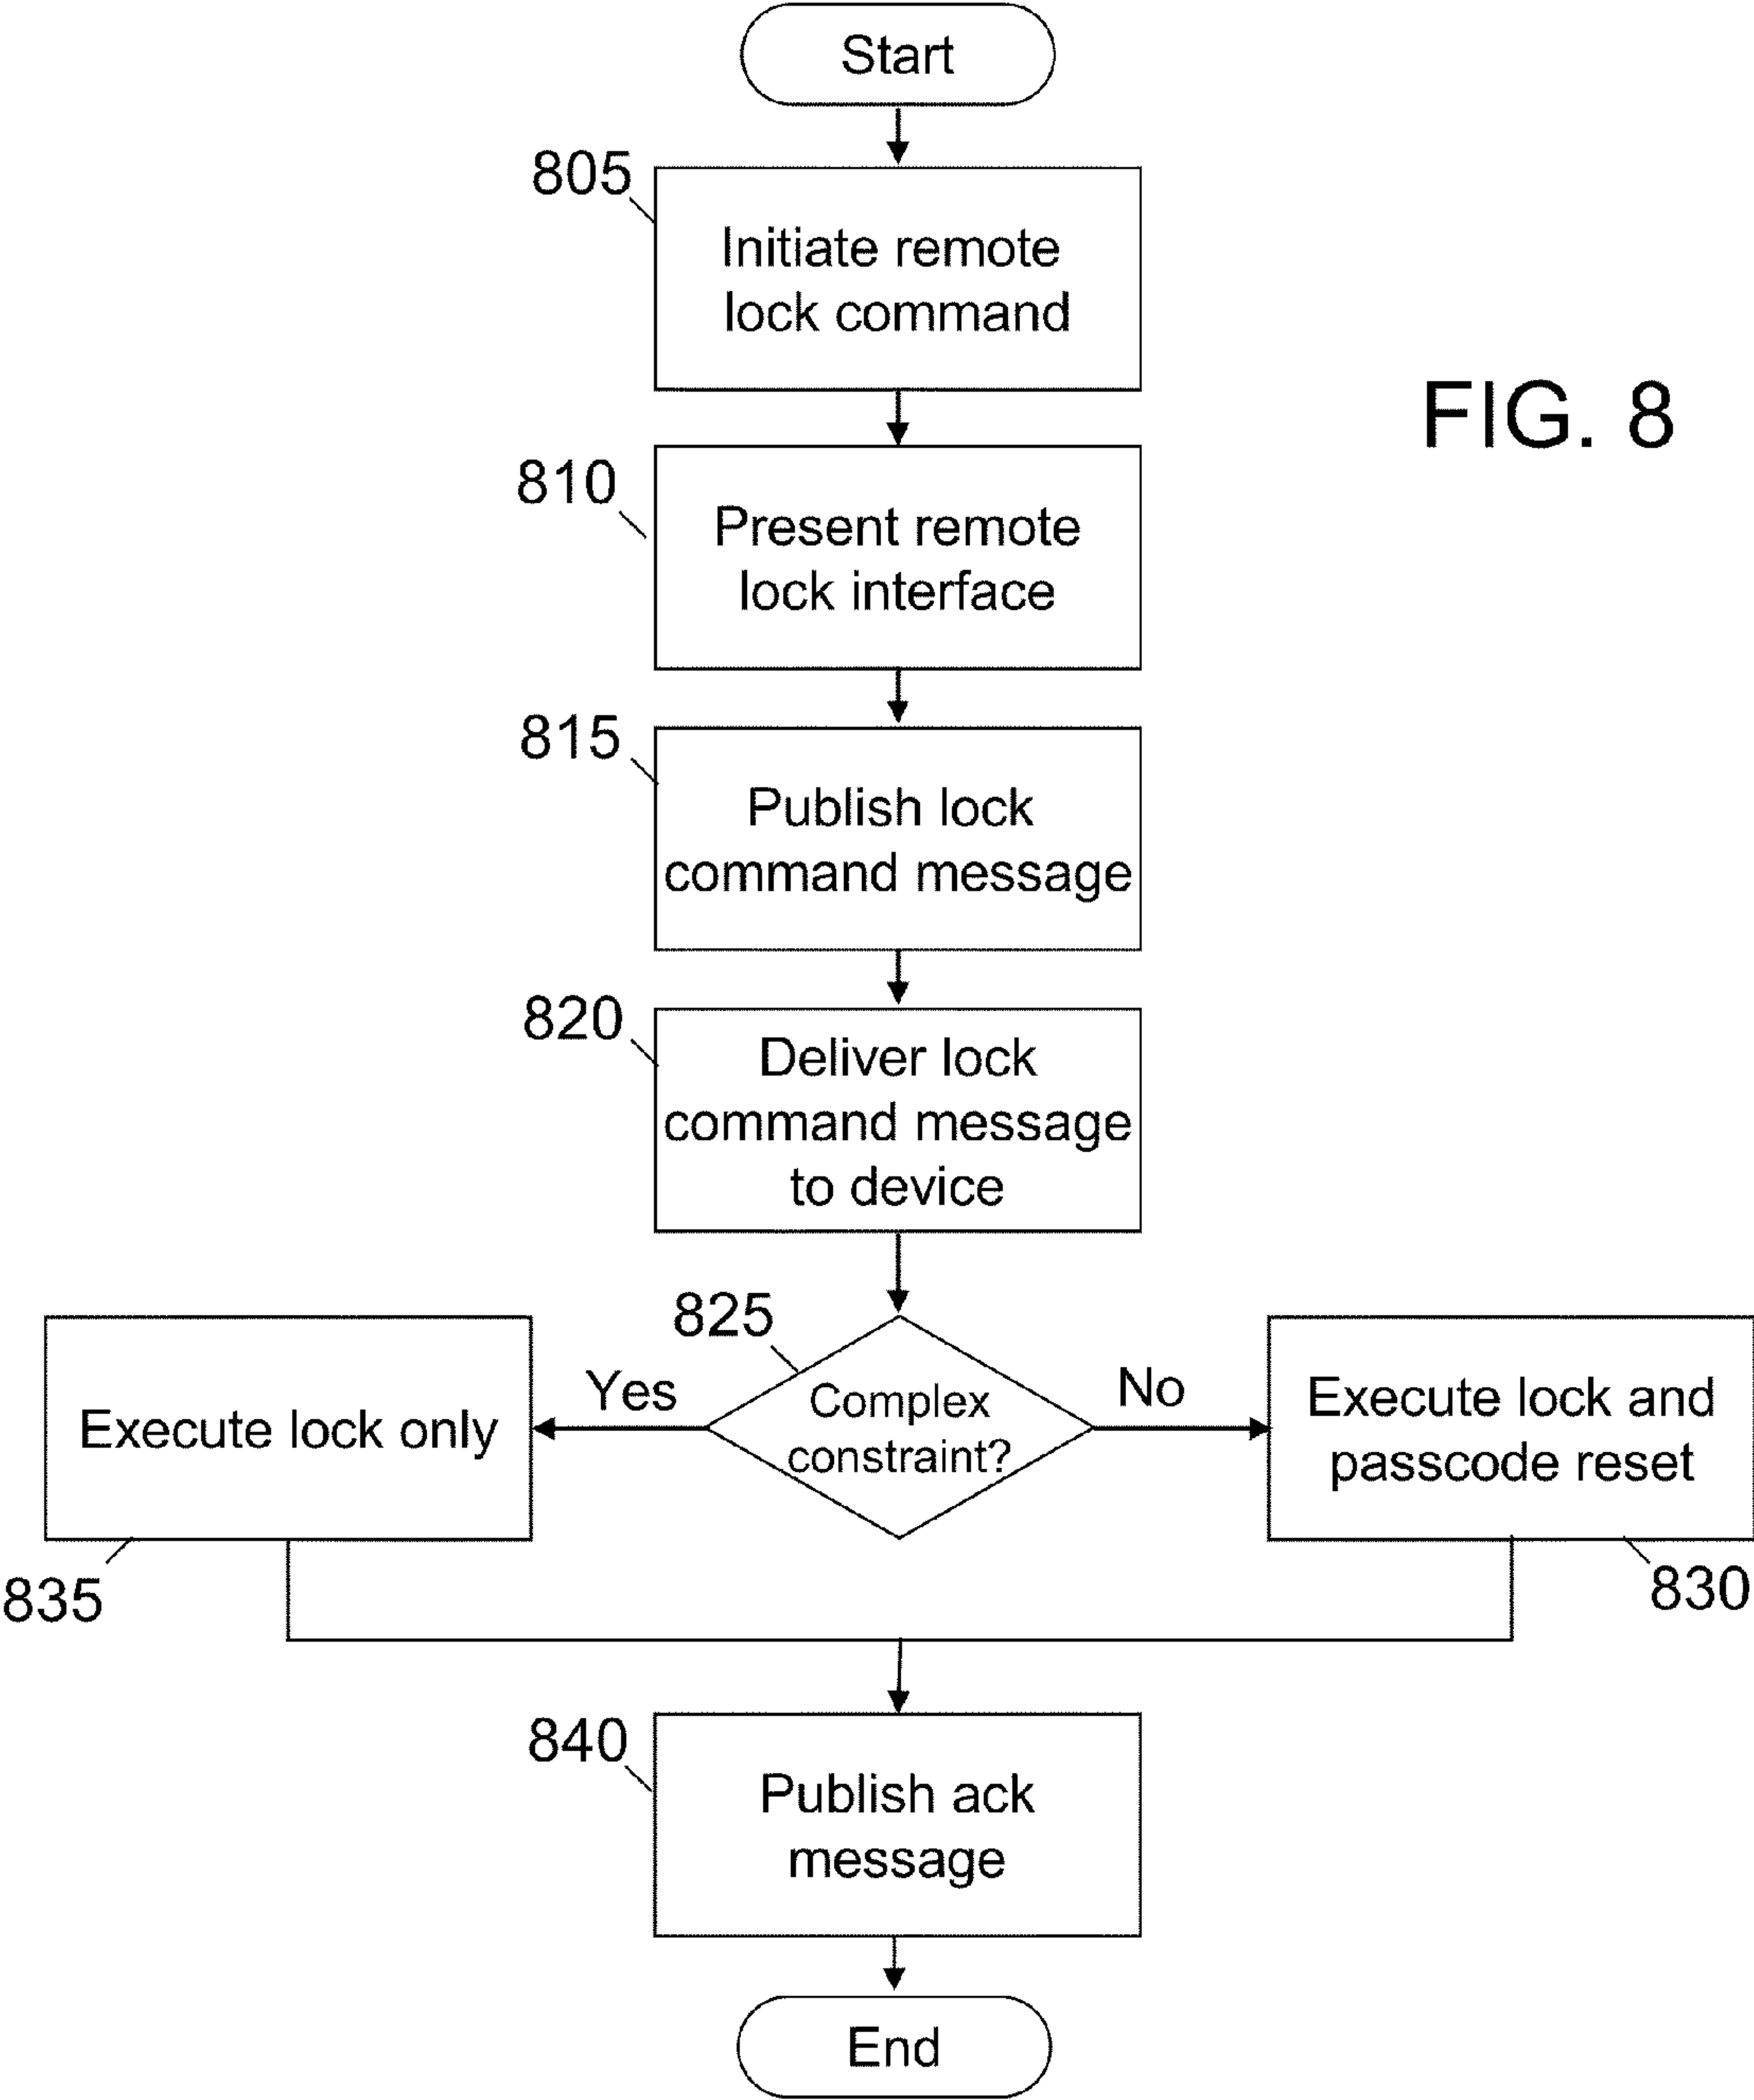 Start
805
Initiate remote
lock command
FIG. 8
810
Present remote
lock interface
815
Publish lock
command message
820
Deliver lock
command message
to device
825
Complex
constraint?
Yes
No
Execute lock only
835
Execute lock and
passcode reset
830
840
Publish ack
message
End